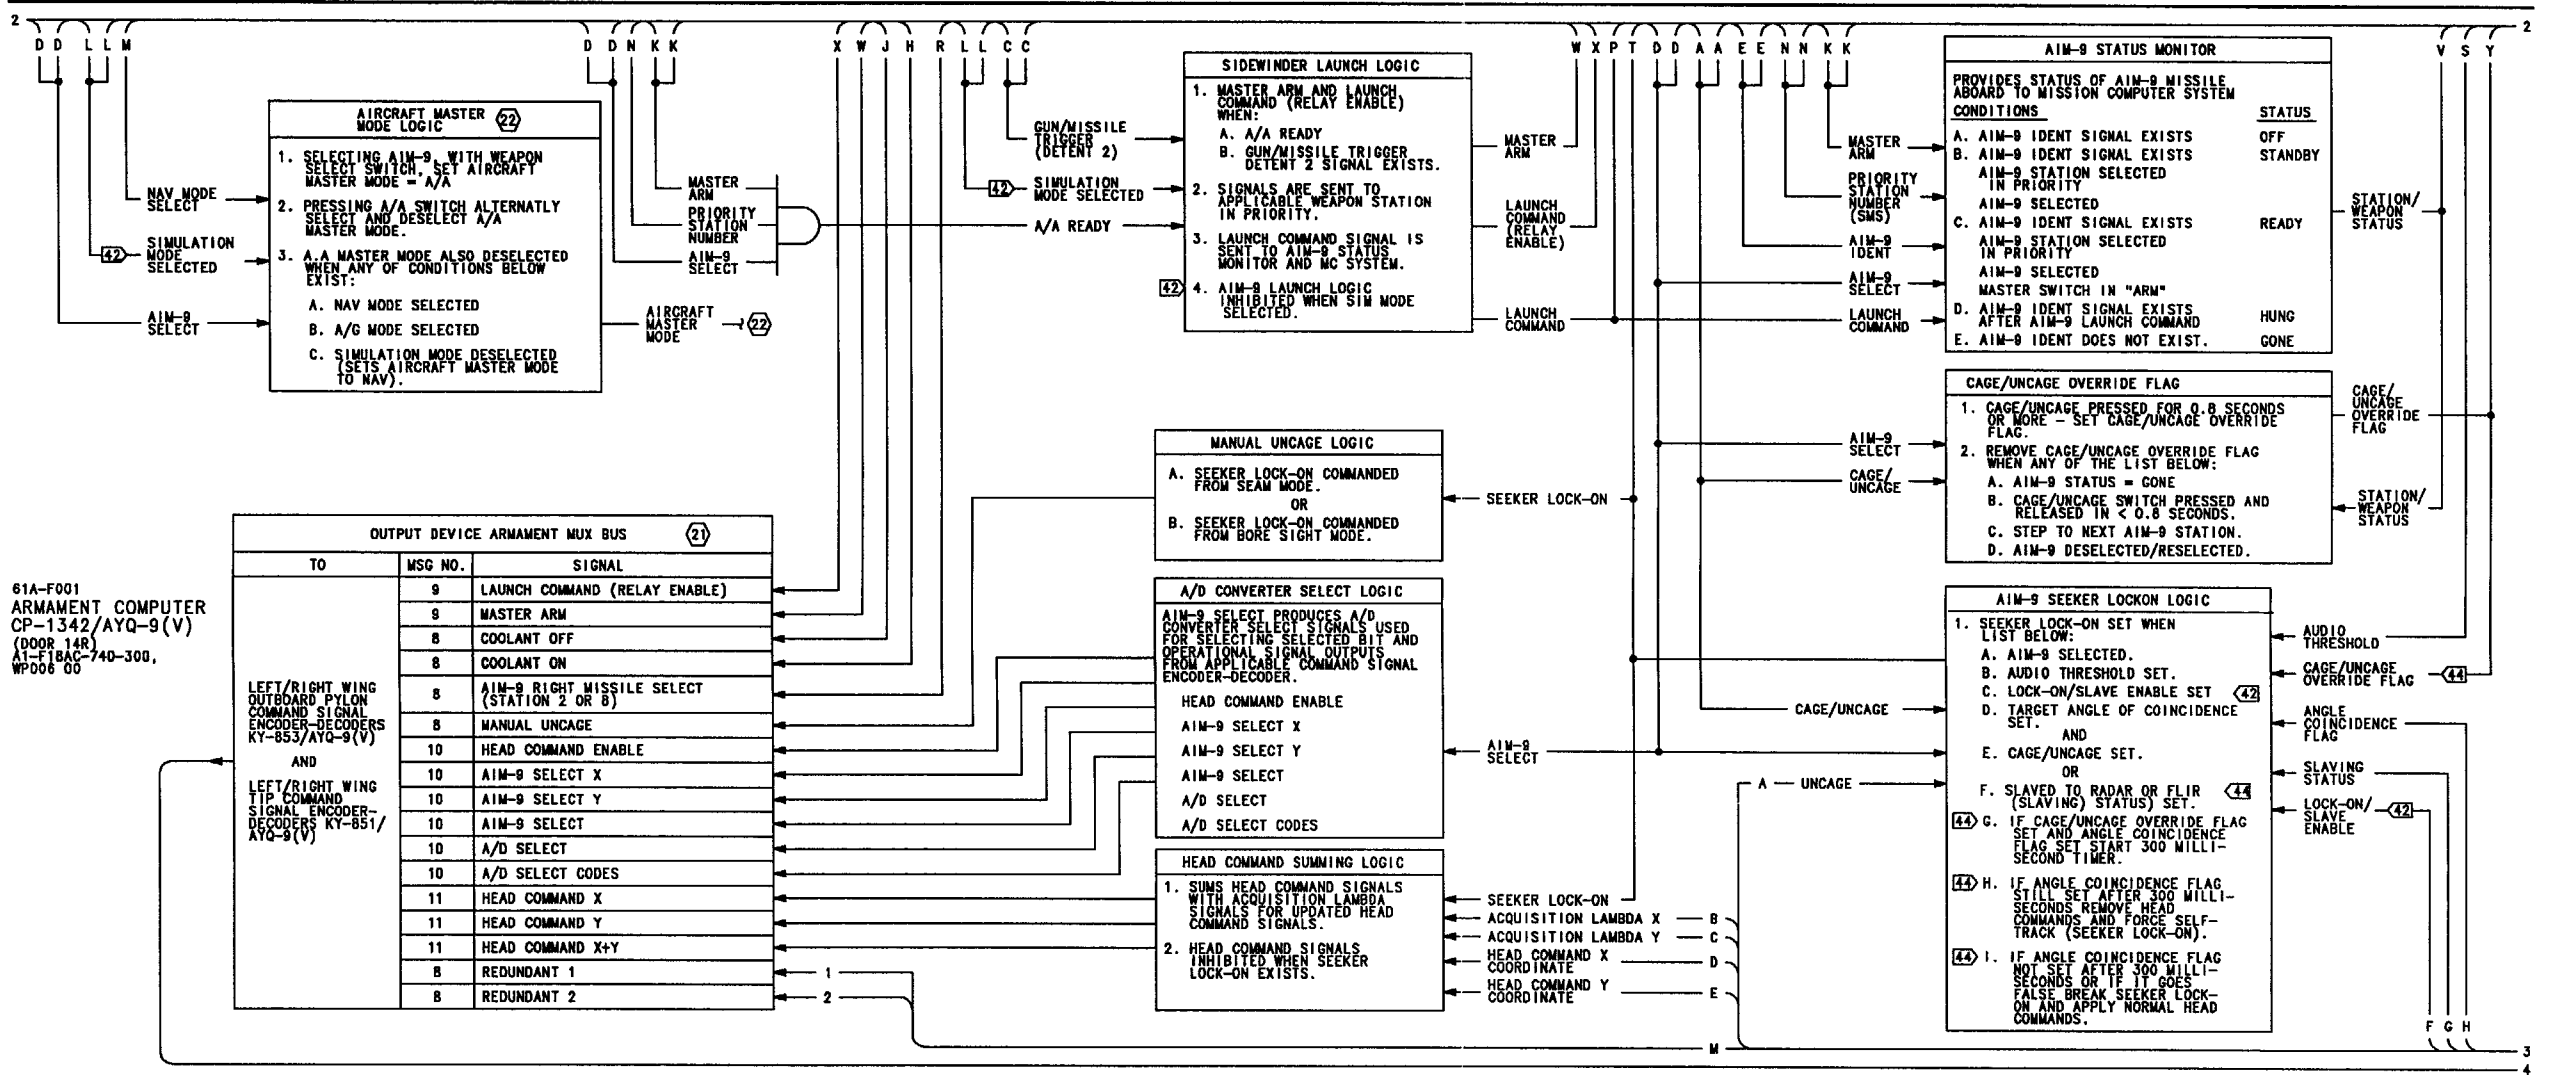 2
D D L L M D D N K K X W J H R L L C C W X P T D D A A E E N N K K V S Y
2
AIRCRAFT MASTER
MODE LOGIC 22
1. SELECTING AIM-9, WITH WEAPON
SELECT SWITCH, SET AIRCRAFT
MASTER MODE = A/A
2. PRESSING A/A SWITCH ALTERNATLY
SELECT AND DESELECT A/A
MASTER MODE.
3. A.A MASTER MODE ALSO DESELECTED
WHEN ANY OF CONDITIONS BELOW
EXIST:
A. NAV MODE SELECTED
B. A/G MODE SELECTED
C. SIMULATION MODE DESELECTED
(SETS AIRCRAFT MASTER MODE
TO NAV).
NAV MODE
SELECT
42
SIMULATION
MODE
SELECTED
AIM-9
SELECT
AIRCRAFT
MASTER
MODE
22
MASTER
ARM
PRIORITY
STATION
NUMBER
AIM-9
SELECT
A/A READY
GUN/MISSILE
TRIGGER
(DETENT 2)
42
SIMULATION
MODE SELECTED
SIDEWINDER LAUNCH LOGIC
1. MASTER ARM AND LAUNCH
COMMAND (RELAY ENABLE)
WHEN:
A. A/A READY
B. GUN/MISSILE TRIGGER
DETENT 2 SIGNAL EXISTS.
2. SIGNALS ARE SENT TO
APPLICABLE WEAPON STATION
IN PRIORITY.
3. LAUNCH COMMAND SIGNAL IS
SENT TO AIM-9 STATUS
MONITOR AND MC SYSTEM.
42 4. AIM-9 LAUNCH LOGIC
INHIBITED WHEN SIM MODE
SELECTED.
MASTER
ARM
LAUNCH
COMMAND
(RELAY
ENABLE)
LAUNCH
COMMAND
MASTER
ARM
PRIORITY
STATION
NUMBER
(SMS)
AIM-9
IDENT
AIM-9
SELECT
LAUNCH
COMMAND
AIM-9 STATUS MONITOR
PROVIDES STATUS OF AIM-9 MISSILE
ABOARD TO MISSION COMPUTER SYSTEM
CONDITIONS STATUS
A. AIM-9 IDENT SIGNAL EXISTS OFF
B. AIM-9 IDENT SIGNAL EXISTS STANDBY
AIM-9 STATION SELECTED
IN PRIORITY
AIM-9 SELECTED
C. AIM-9 IDENT SIGNAL EXISTS READY
AIM-9 STATION SELECTED
IN PRIORITY
AIM-9 SELECTED
MASTER SWITCH IN "ARM"
D. AIM-9 IDENT SIGNAL EXISTS
AFTER AIM-9 LAUNCH COMMAND HUNG
E. AIM-9 IDENT DOES NOT EXIST. GONE
STATION/
WEAPON
STATUS
CAGE/UNCAGE OVERRIDE FLAG
1. CAGE/UNCAGE PRESSED FOR 0.8 SECONDS
OR MORE - SET CAGE/UNCAGE OVERRIDE
FLAG.
2. REMOVE CAGE/UNCAGE OVERRIDE FLAG
WHEN ANY OF THE LIST BELOW:
A. AIM-9 STATUS = GONE
B. CAGE/UNCAGE SWITCH PRESSED AND
RELEASED IN < 0.8 SECONDS.
C. STEP TO NEXT AIM-9 STATION.
D. AIM-9 DESELECTED/RESELECTED.
AIM-9
SELECT
CAGE/
UNCAGE
CAGE/
UNCAGE
OVERRIDE
FLAG
STATION/
WEAPON
STATUS
MANUAL UNCAGE LOGIC
A. SEEKER LOCK-ON COMMANDED
FROM SEAM MODE.
OR
B. SEEKER LOCK-ON COMMANDED
FROM BORE SIGHT MODE.
SEEKER LOCK-ON
61A-F001
ARMAMENT COMPUTER
CP-1342/AYQ-9(V)
(DOOR 14R)
A1-F18AC-740-300,
WP006 00
OUTPUT DEVICE ARMAMENT MUX BUS 21
TO MSG NO. SIGNAL
LEFT/RIGHT WING
OUTBOARD PYLON
COMMAND SIGNAL
ENCODER-DECODERS
KY-853/AYQ-9(V)
AND
LEFT/RIGHT WING
TIP COMMAND
SIGNAL ENCODER-
DECODERS KY-851/
AYQ-9(V)
9 LAUNCH COMMAND (RELAY ENABLE)
9 MASTER ARM
8 COOLANT OFF
8 COOLANT ON
8 AIM-9 RIGHT MISSILE SELECT
(STATION 2 OR 8)
8 MANUAL UNCAGE
10 HEAD COMMAND ENABLE
10 AIM-9 SELECT X
10 AIM-9 SELECT Y
10 AIM-9 SELECT
10 A/D SELECT
10 A/D SELECT CODES
11 HEAD COMMAND X
11 HEAD COMMAND Y
11 HEAD COMMAND X+Y
8 REDUNDANT 1
8 REDUNDANT 2
1
2
A/D CONVERTER SELECT LOGIC
AIM-9 SELECT PRODUCES A/D
CONVERTER SELECT SIGNALS USED
FOR SELECTING SELECTED BIT AND
OPERATIONAL SIGNAL OUTPUTS
FROM APPLICABLE COMMAND SIGNAL
ENCODER-DECODER.
HEAD COMMAND ENABLE
AIM-9 SELECT X
AIM-9 SELECT Y
AIM-9 SELECT
A/D SELECT
A/D SELECT CODES
AIM-9
SELECT
HEAD COMMAND SUMMING LOGIC
1. SUMS HEAD COMMAND SIGNALS
WITH ACQUISITION LAMBDA
SIGNALS FOR UPDATED HEAD
COMMAND SIGNALS.
2. HEAD COMMAND SIGNALS
INHIBITED WHEN SEEKER
LOCK-ON EXISTS.
SEEKER LOCK-ON
ACQUISITION LAMBDA X B
ACQUISITION LAMBDA Y C
HEAD COMMAND X
COORDINATE D
HEAD COMMAND Y
COORDINATE E
M
CAGE/UNCAGE
A UNCAGE
AIM-9 SEEKER LOCKON LOGIC
1. SEEKER LOCK-ON SET WHEN
LIST BELOW:
A. AIM-9 SELECTED.
B. AUDIO THRESHOLD SET.
C. LOCK-ON/SLAVE ENABLE SET 42
D. TARGET ANGLE OF COINCIDENCE
SET.
AND
E. CAGE/UNCAGE SET.
OR
F. SLAVED TO RADAR OR FLIR 44
(SLAVING) STATUS) SET.
44 G. IF CAGE/UNCAGE OVERRIDE FLAG
SET AND ANGLE COINCIDENCE
FLAG SET START 300 MILLI-
SECOND TIMER.
44 H. IF ANGLE COINCIDENCE FLAG
STILL SET AFTER 300 MILLI-
SECONDS REMOVE HEAD
COMMANDS AND FORCE SELF-
TRACK (SEEKER LOCK-ON).
44 I. IF ANGLE COINCIDENCE FLAG
NOT SET AFTER 300 MILLI-
SECONDS OR IF IT GOES
FALSE BREAK SEEKER LOCK-
ON AND APPLY NORMAL HEAD
COMMANDS.
AUDIO
THRESHOLD
CAGE/UNCAGE
OVERRIDE FLAG 44
ANGLE
COINCIDENCE
FLAG
SLAVING
STATUS
LOCK-ON/
SLAVE
ENABLE 42
F G H
3
4